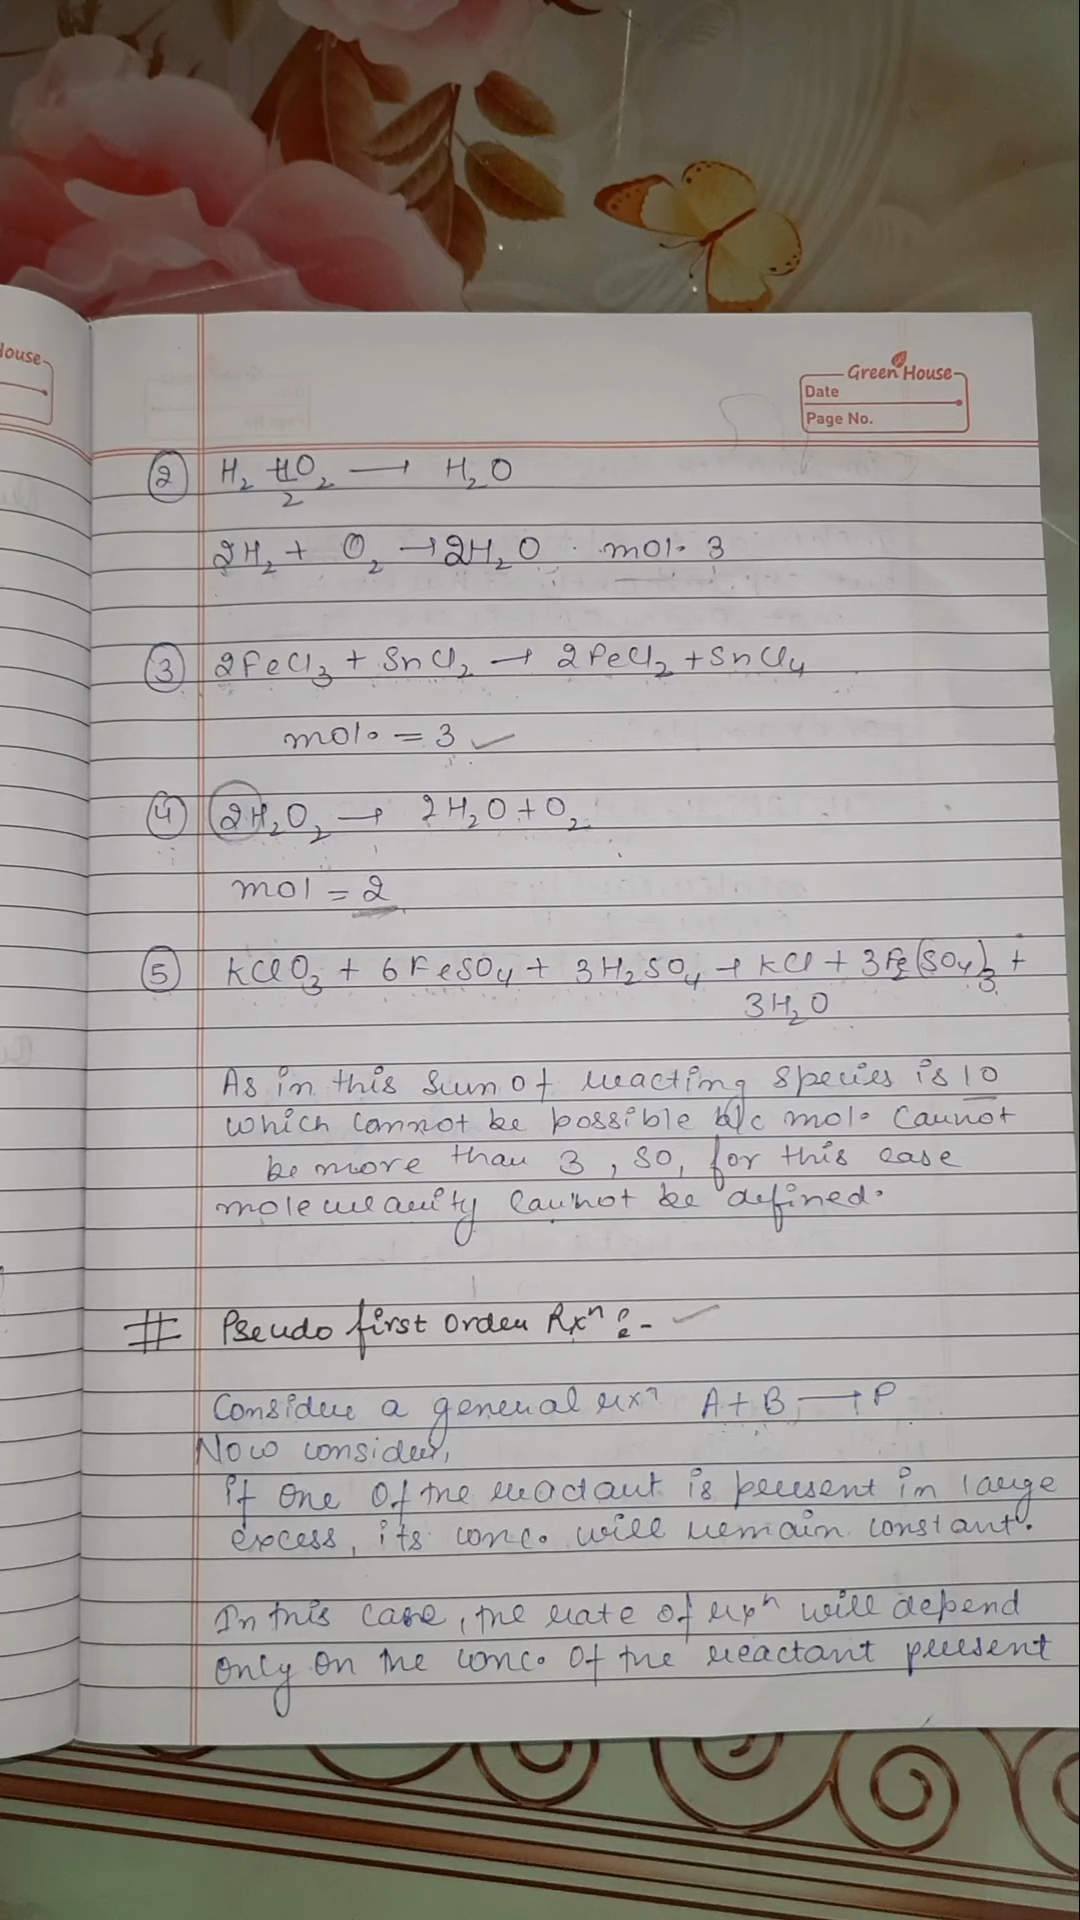 House
Green House
Date
Page No.
② H₂ + 1/2 O₂ → H₂O
2H₂ + O₂ → 2H₂O . mol. 3
③ 2FeCl₃ + SnCl₂ → 2FeCl₂ + SnCl₄
mol. = 3 ✓
④ 2H₂O₂ → 2H₂O + O₂
mol = 2
⑤ KClO₃ + 6FeSO₄ + 3H₂SO₄ → KCl + 3Fe₂(SO₄)₃ +
3H₂O
As in this sum of reacting species is 10
which cannot be possible b/c mol. cannot
be more than 3, so, for this case
molecularity cannot be defined.
# Pseudo first order Rxⁿ :- ✓
Consider a general rxⁿ A + B → P
Now consider,
if one of the reactant is present in large
excess, its conc. will remain constant.
In this case, the rate of rxⁿ will depend
only on the conc. of the reactant present